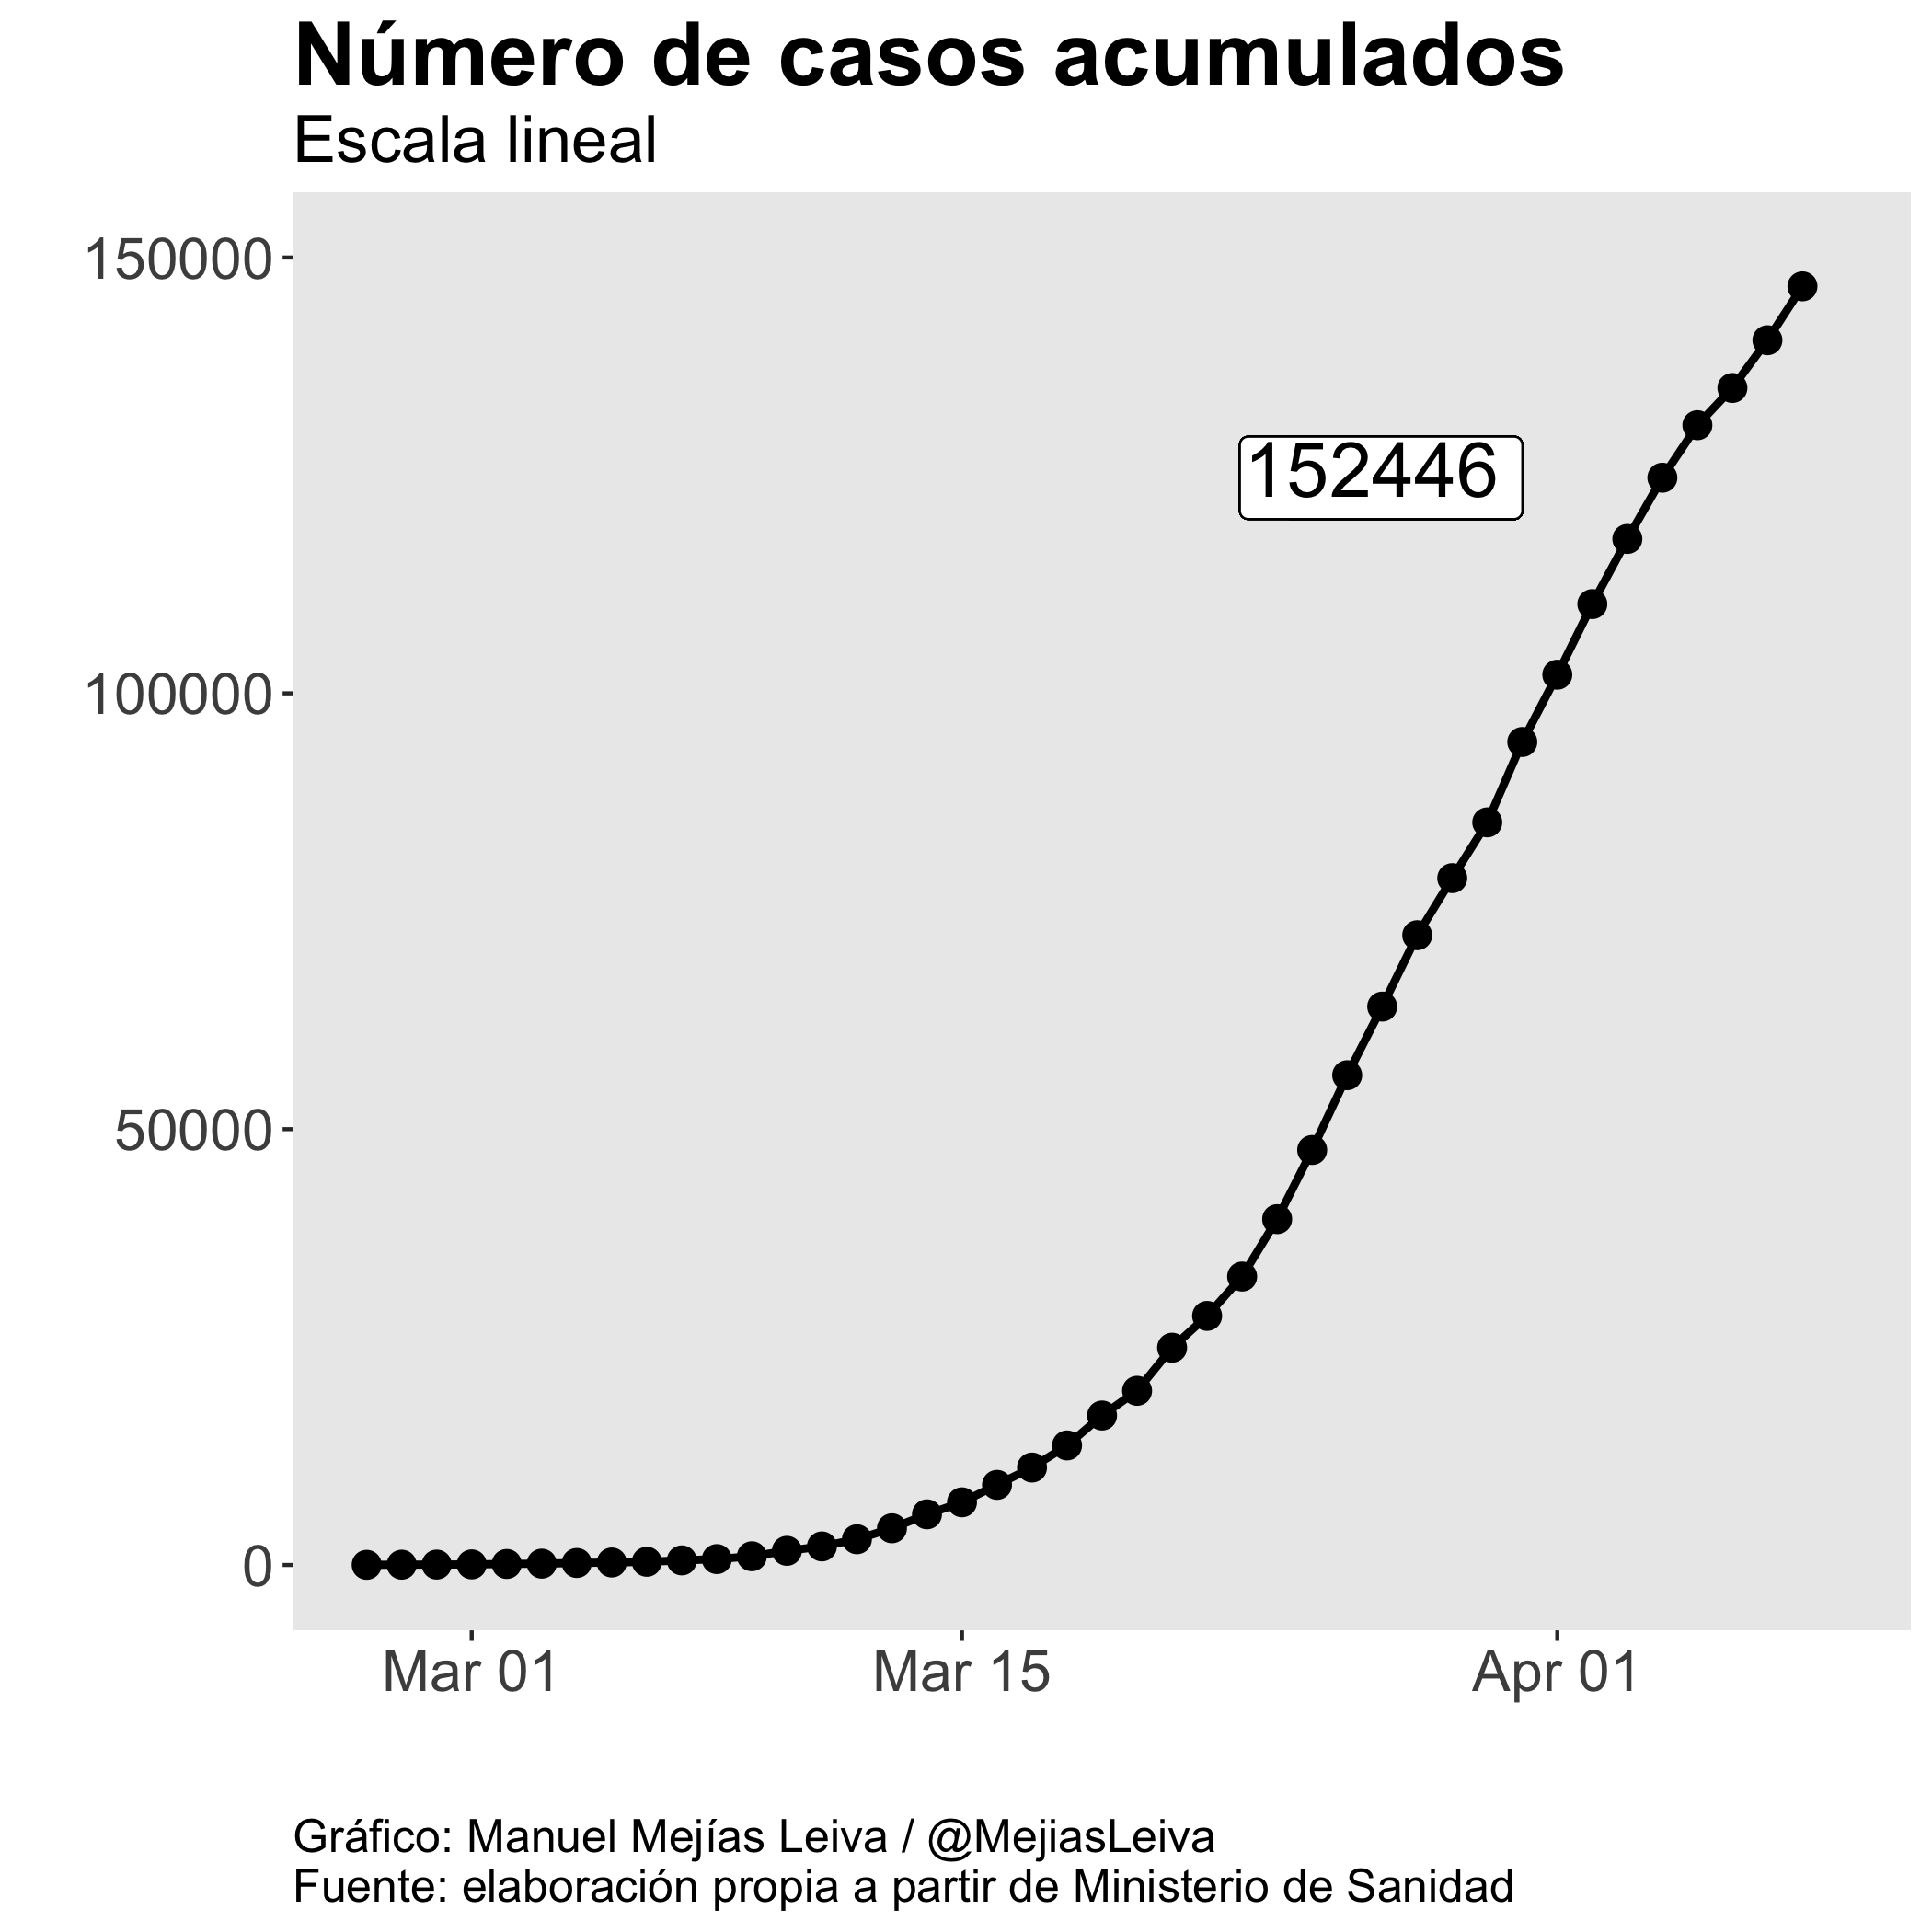 Número de casos acumulados
Escala lineal
150000
152446
100000
50000
0
Mar 01 Mar 15 Apr 01
Gráfico: Manuel Mejías Leiva / @MejiasLeiva
Fuente: elaboración propia a partir de Ministerio de Sanidad